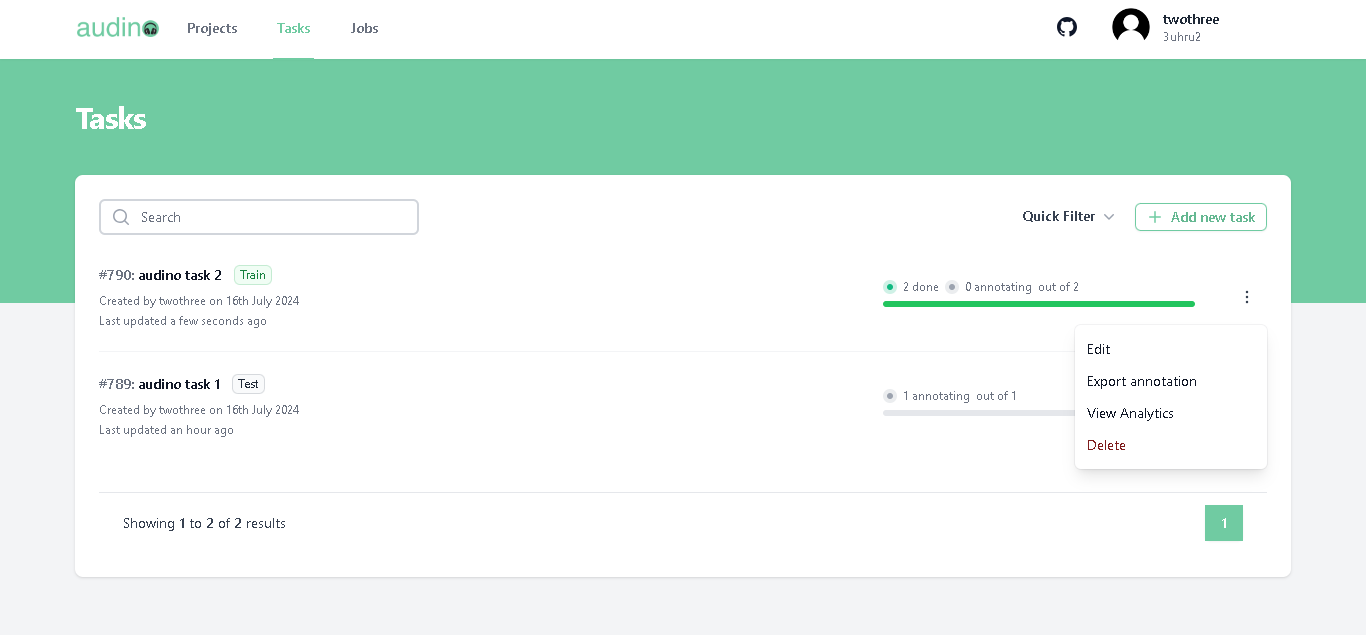 audino Projects Tasks Jobs twothree
3uhru2
Tasks
Search Quick Filter Add new task
#790: audino task 2 Train
Created by twothree on 16th July 2024
Last updated a few seconds ago
2 done 0 annotating out of 2
Edit
Export annotation
View Analytics
Delete
#789: audino task 1 Test
Created by twothree on 16th July 2024
Last updated an hour ago
1 annotating out of 1
Showing 1 to 2 of 2 results
1